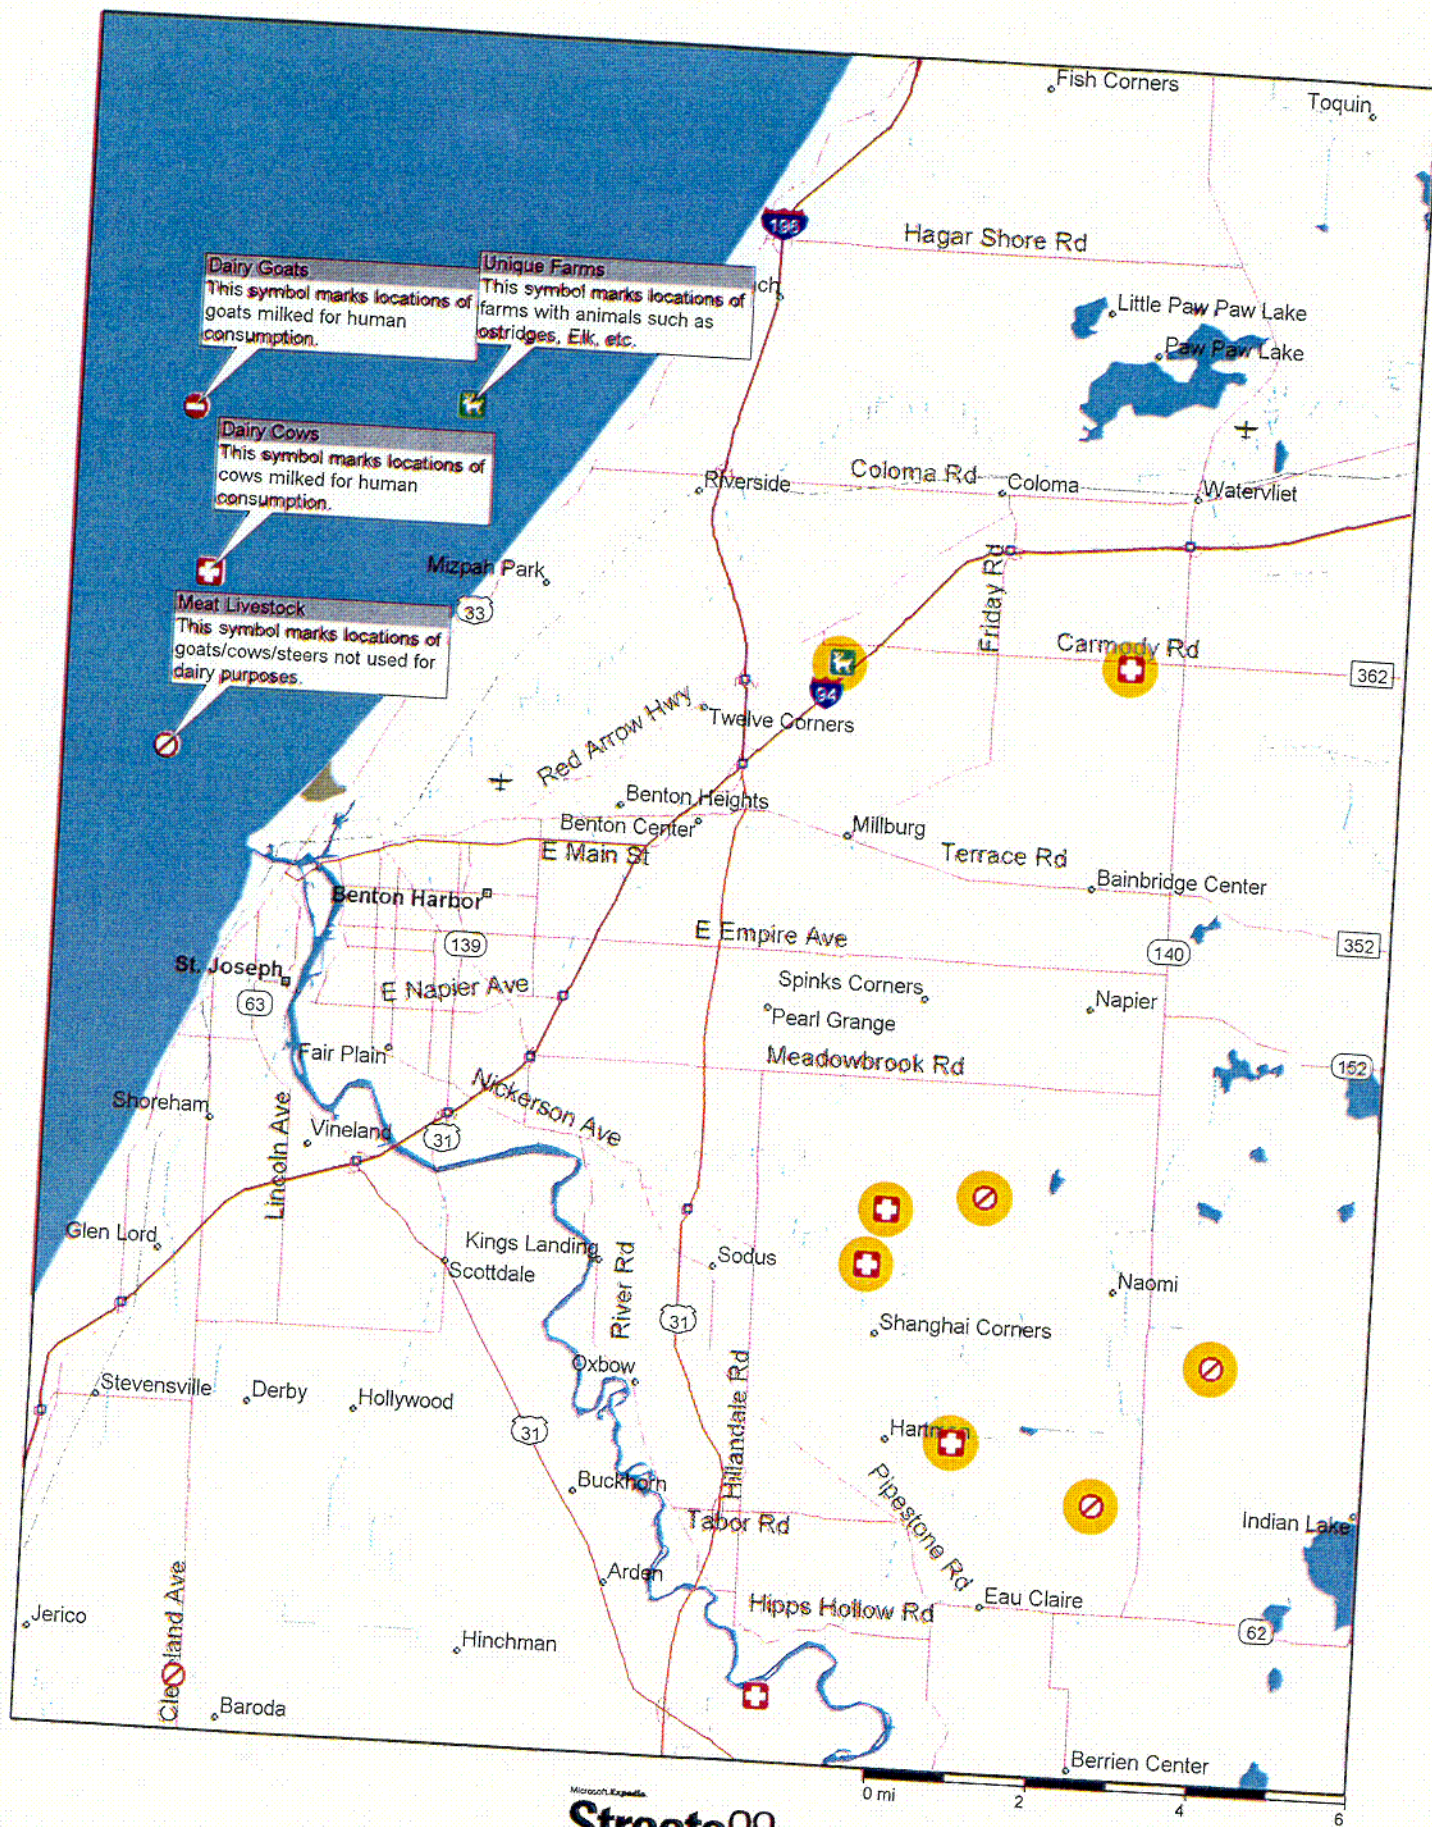 Fish Corners
Toquin
196
Hagar Shore Rd
Dairy Goats
This symbol marks locations of
goats milked for human
consumption.
Unique Farms
This symbol marks locations of
farms with animals such as
ostridges, Elk, etc.
ch
Little Paw Paw Lake
Paw Paw Lake
Dairy Cows
This symbol marks locations of
cows milked for human
consumption.
Riverside
Coloma Rd
Coloma
Watervliet
Mizpah Park
33
Friday Rd
Meat Livestock
This symbol marks locations of
goats/cows/steers not used for
dairy purposes.
Carmody Rd
362
94
Red Arrow Hwy
Twelve Corners
Benton Heights
Benton Center
Millburg
E Main St
Terrace Rd
Bainbridge Center
Benton Harbor
139
E Empire Ave
140
352
St. Joseph
63
E Napier Ave
Spinks Corners
Napier
Pearl Grange
Fair Plain
Meadowbrook Rd
152
Shoreham
Nickerson Ave
Vineland
31
Lincoln Ave
Glen Lord
Kings Landing
Scottdale
River Rd
Sodus
Naomi
31
Shanghai Corners
Oxbow
Stevensville
Derby
Hollywood
31
Hillandale Rd
Hartman
Buckhorn
Pipestone Rd
Tabor Rd
Indian Lake
Arden
Eau Claire
Hipps Hollow Rd
62
Jerico
Cleveland Ave
Hinchman
Baroda
Berrien Center
0 mi
2
4
6
Microsoft Expedia
Streets98